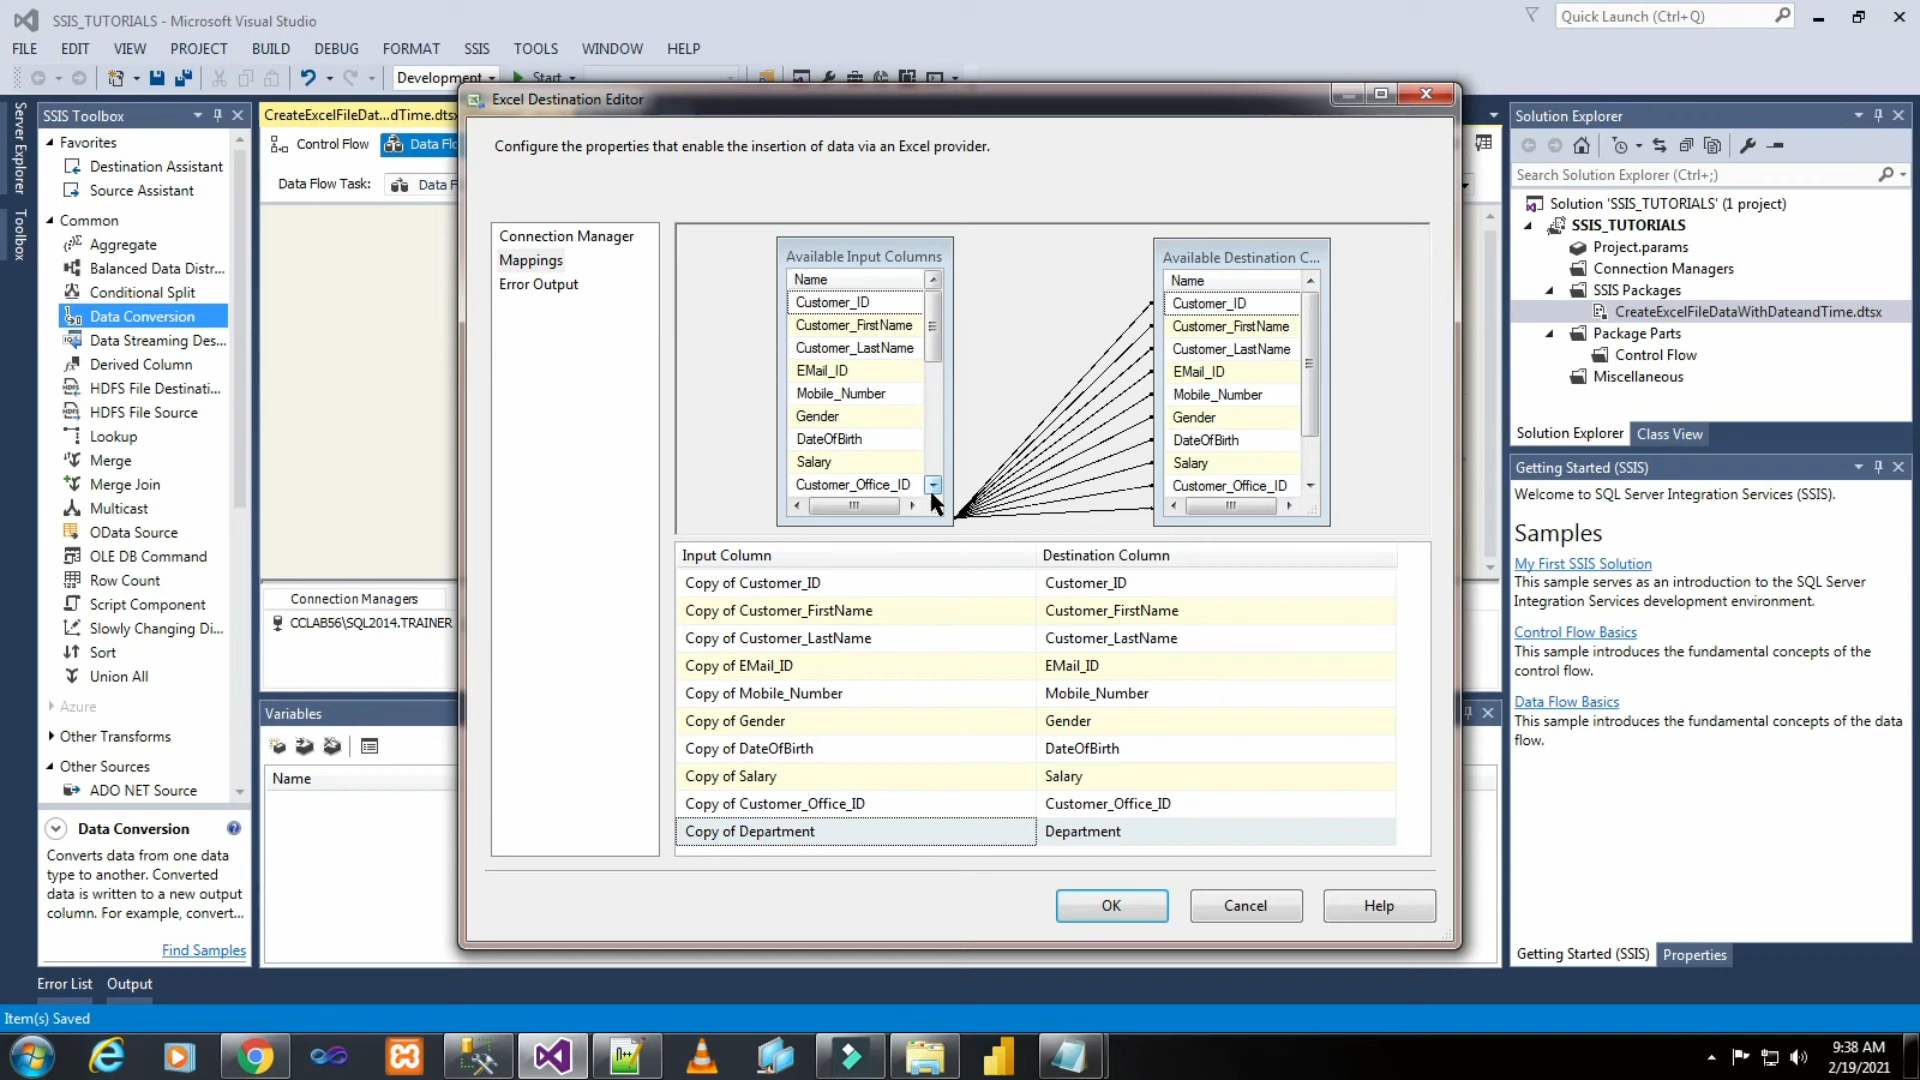 SSIS_TUTORIALS - Microsoft Visual Studio
Quick Launch (Ctrl+Q)
FILE EDIT VIEW PROJECT BUILD DEBUG FORMAT SSIS TOOLS WINDOW HELP
Development Start
Server Explorer
Toolbox
SSIS Toolbox
Favorites
Destination Assistant
Source Assistant
Common
Aggregate
Balanced Data Distr...
Conditional Split
Data Conversion
Data Streaming Des...
Derived Column
HDFS File Destinati...
HDFS File Source
Lookup
Merge
Merge Join
Multicast
OData Source
OLE DB Command
Row Count
Script Component
Slowly Changing Di...
Sort
Union All
Azure
Other Transforms
Other Sources
ADO NET Source
Data Conversion
Converts data from one data
type to another. Converted
data is written to a new output
column. For example, convert...
Find Samples
CreateExcelFileDat...dTime.dtsx
Control Flow Data Flo
Data Flow Task: Data F
Connection Managers
CCLAB56\SQL2014.TRAINER
Variables
Name
Excel Destination Editor
Configure the properties that enable the insertion of data via an Excel provider.
Connection Manager
Mappings
Error Output
Available Input Columns
Name
Customer_ID
Customer_FirstName
Customer_LastName
EMail_ID
Mobile_Number
Gender
DateOfBirth
Salary
Customer_Office_ID
Available Destination C...
Name
Customer_ID
Customer_FirstName
Customer_LastName
EMail_ID
Mobile_Number
Gender
DateOfBirth
Salary
Customer_Office_ID
Input Column Destination Column
Copy of Customer_ID Customer_ID
Copy of Customer_FirstName Customer_FirstName
Copy of Customer_LastName Customer_LastName
Copy of EMail_ID EMail_ID
Copy of Mobile_Number Mobile_Number
Copy of Gender Gender
Copy of DateOfBirth DateOfBirth
Copy of Salary Salary
Copy of Customer_Office_ID Customer_Office_ID
Copy of Department Department
OK Cancel Help
Solution Explorer
Search Solution Explorer (Ctrl+;)
Solution 'SSIS_TUTORIALS' (1 project)
SSIS_TUTORIALS
Project.params
Connection Managers
SSIS Packages
CreateExcelFileDataWithDateandTime.dtsx
Package Parts
Control Flow
Miscellaneous
Solution Explorer Class View
Getting Started (SSIS)
Welcome to SQL Server Integration Services (SSIS).
Samples
My First SSIS Solution
This sample serves as an introduction to the SQL Server
Integration Services development environment.
Control Flow Basics
This sample introduces the fundamental concepts of the
control flow.
Data Flow Basics
This sample introduces the fundamental concepts of the data
flow.
Getting Started (SSIS) Properties
Error List Output
Item(s) Saved
9:38 AM
2/19/2021